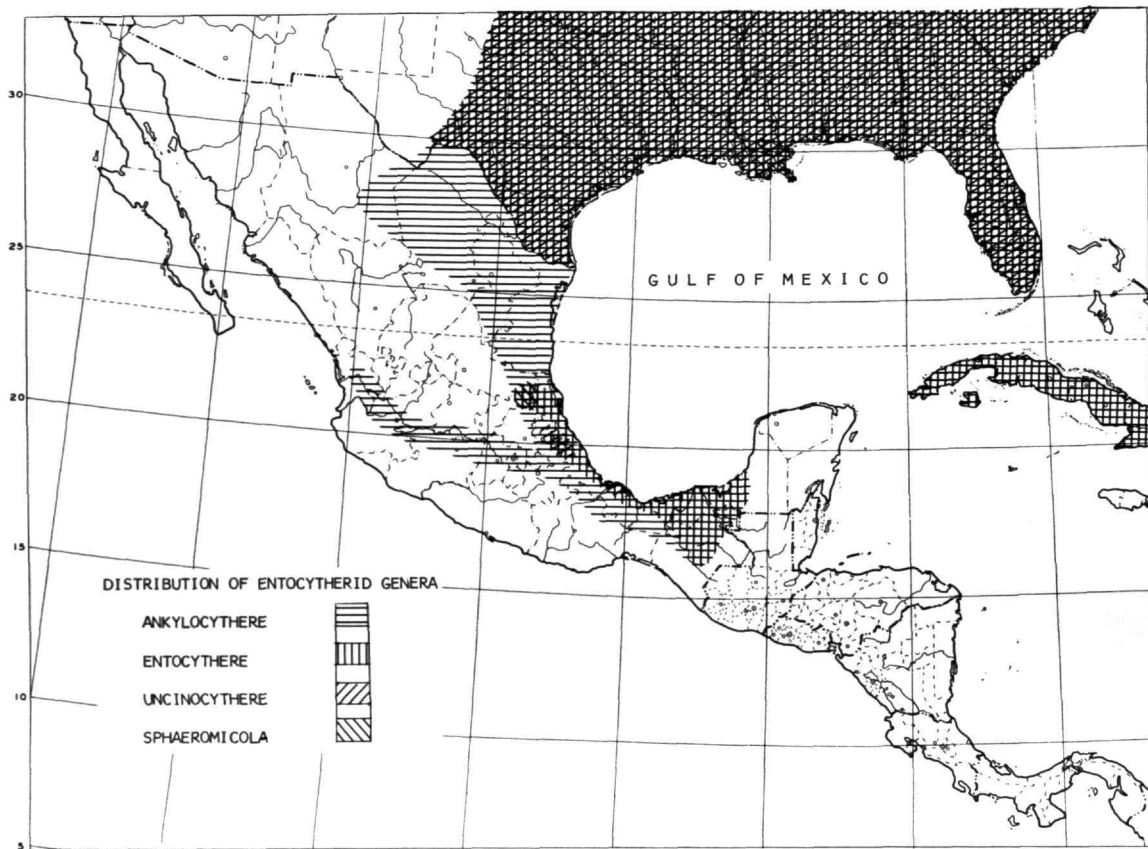 30
25
GULF OF MEXICO
20
15
DISTRIBUTION OF ENTOCYTHERID GENERA
ANKYLOCYTHERE
ENTOCYTHERE
UNCINOCYTHERE
10
SPHAEROMICOLA
5